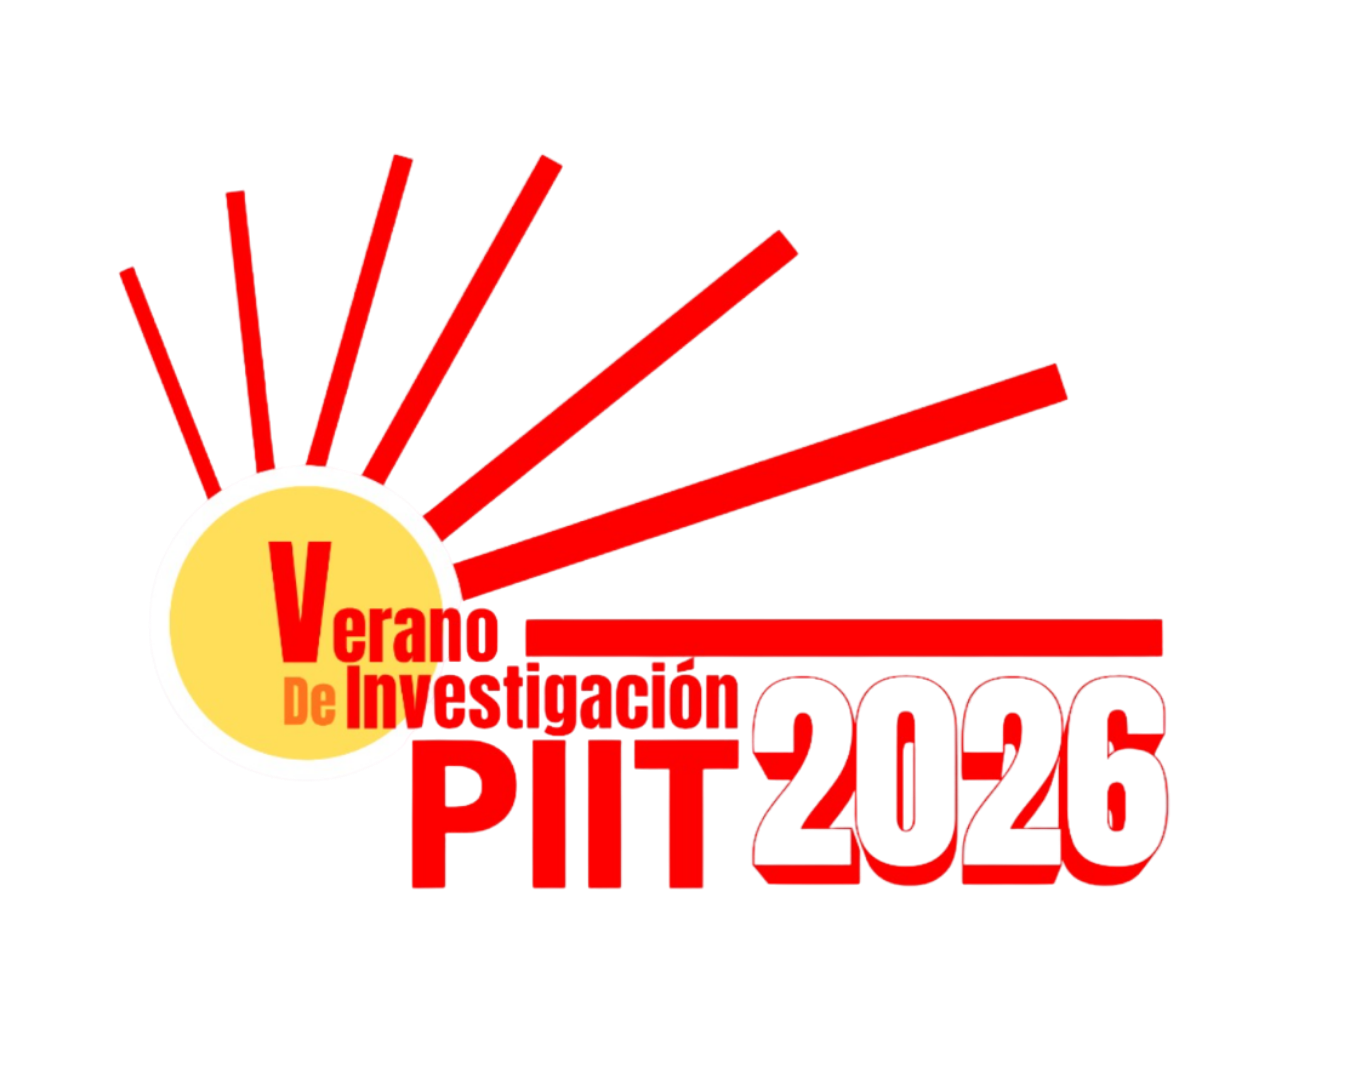 Verano
De Investigación
PIIT 2026